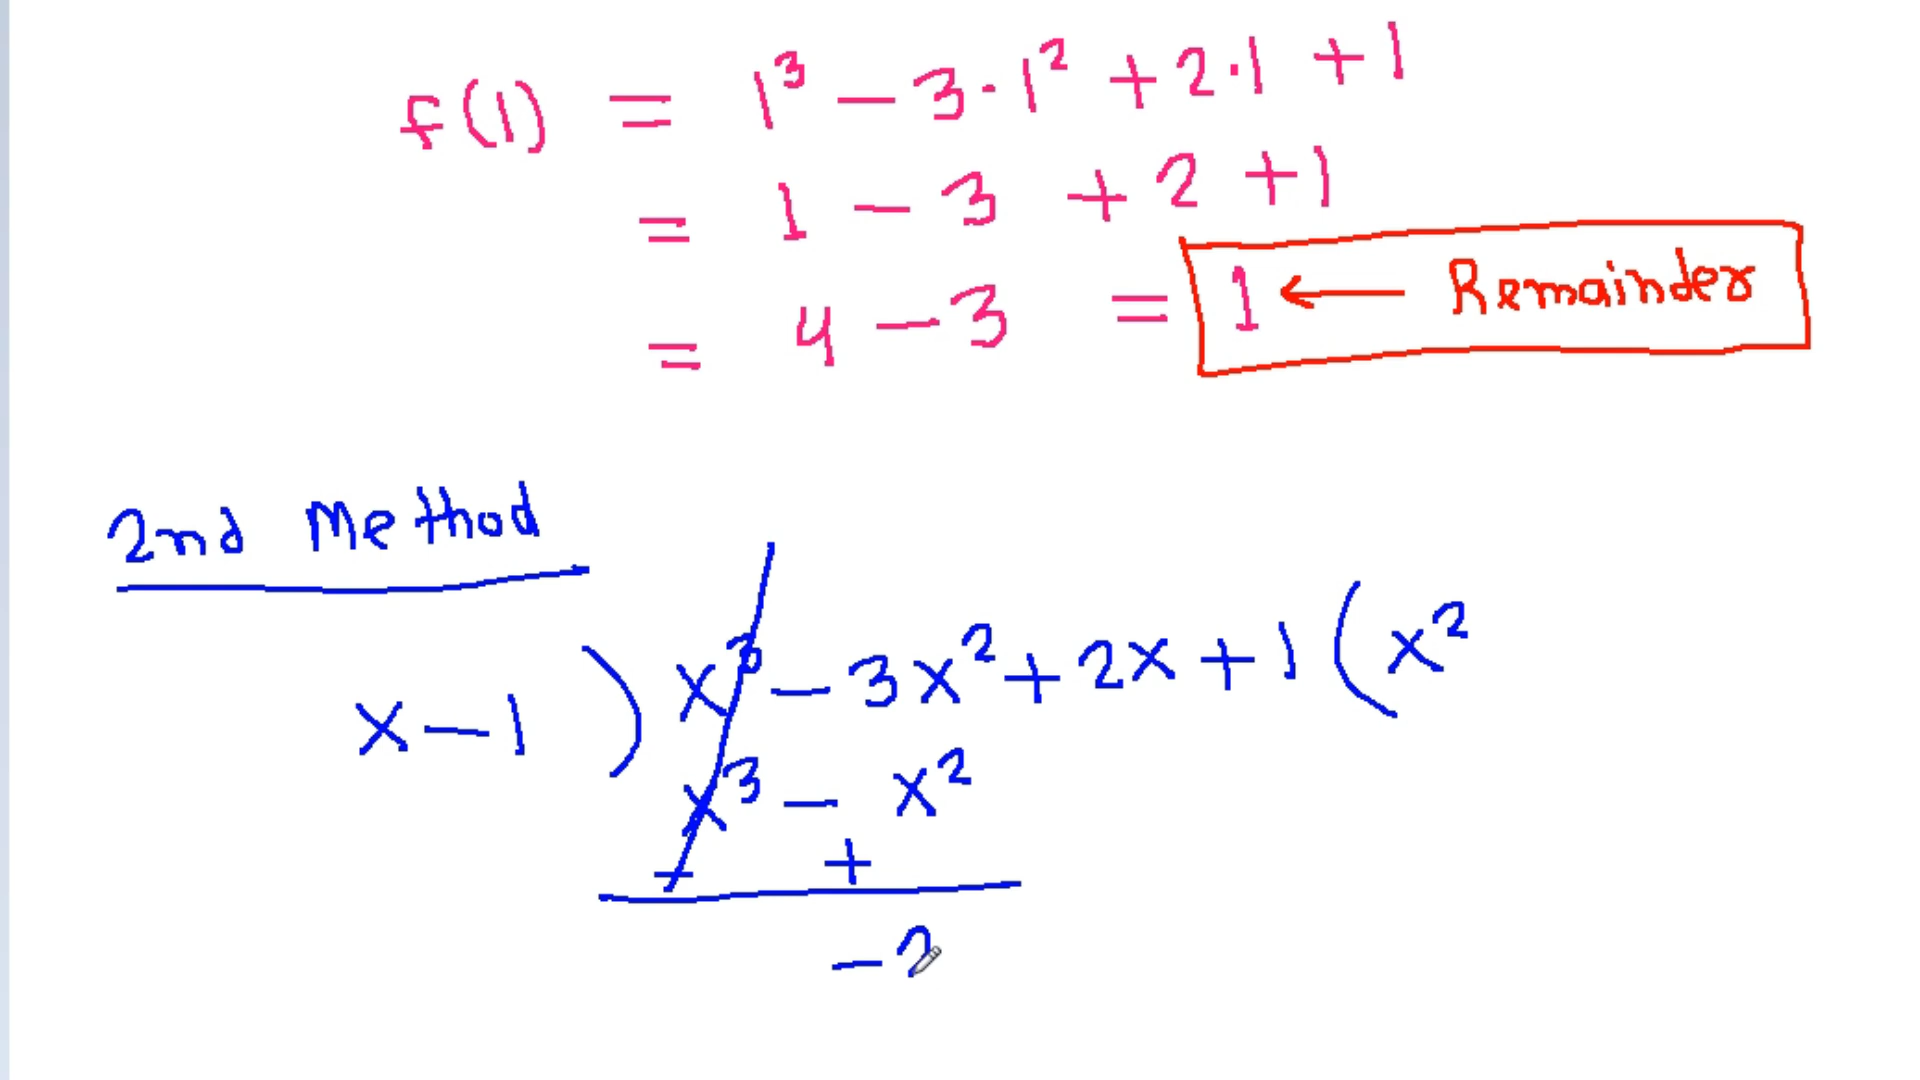 f(1) = 1³ - 3·1² + 2·1 + 1
= 1 - 3 + 2 + 1
= 4 - 3 = 1 ← Remainder
2nd Method
x - 1 ) x³ - 3x² + 2x + 1 ( x²
x³ - x²
- +
- 2